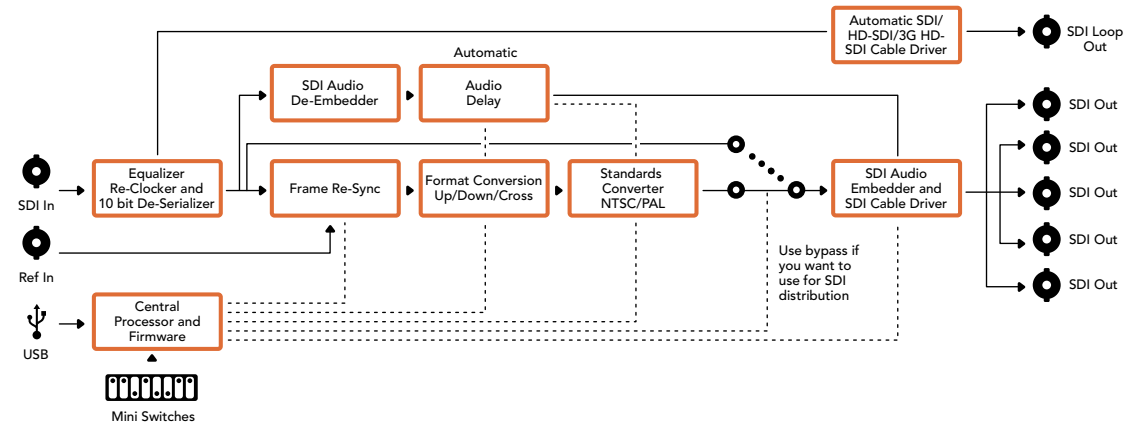 Automatic SDI/
HD-SDI/3G HD-
SDI Cable Driver
SDI Loop
Out
Automatic
SDI Audio
De-Embedder
Audio
Delay
SDI Out
SDI Out
SDI In
Equalizer
Re-Clocker and
10 bit De-Serializer
Frame Re-Sync
Format Conversion
Up/Down/Cross
Standards
Converter
NTSC/PAL
SDI Audio
Embedder and
SDI Cable Driver
SDI Out
SDI Out
SDI Out
Ref In
Use bypass if
you want to
use for SDI
distribution
USB
Central
Processor and
Firmware
Mini Switches